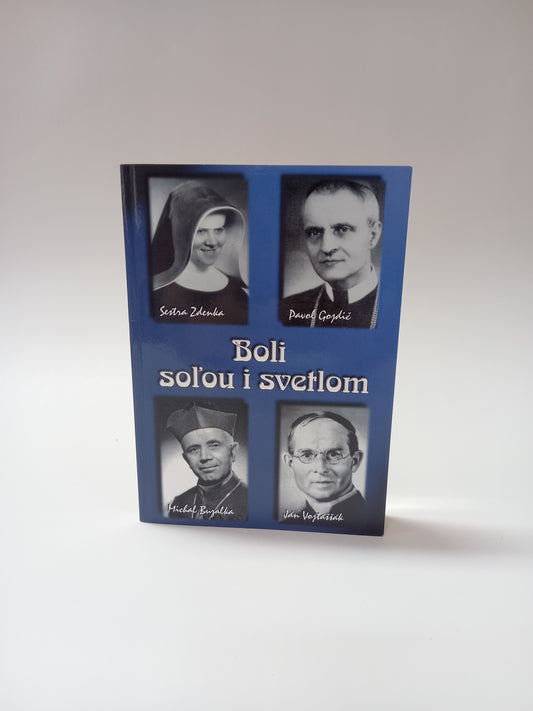 Sestra Zdenka
Pavol Gojdič
Boli
soľou i svetlom
Michal Buzalka
Ján Vojtaššák